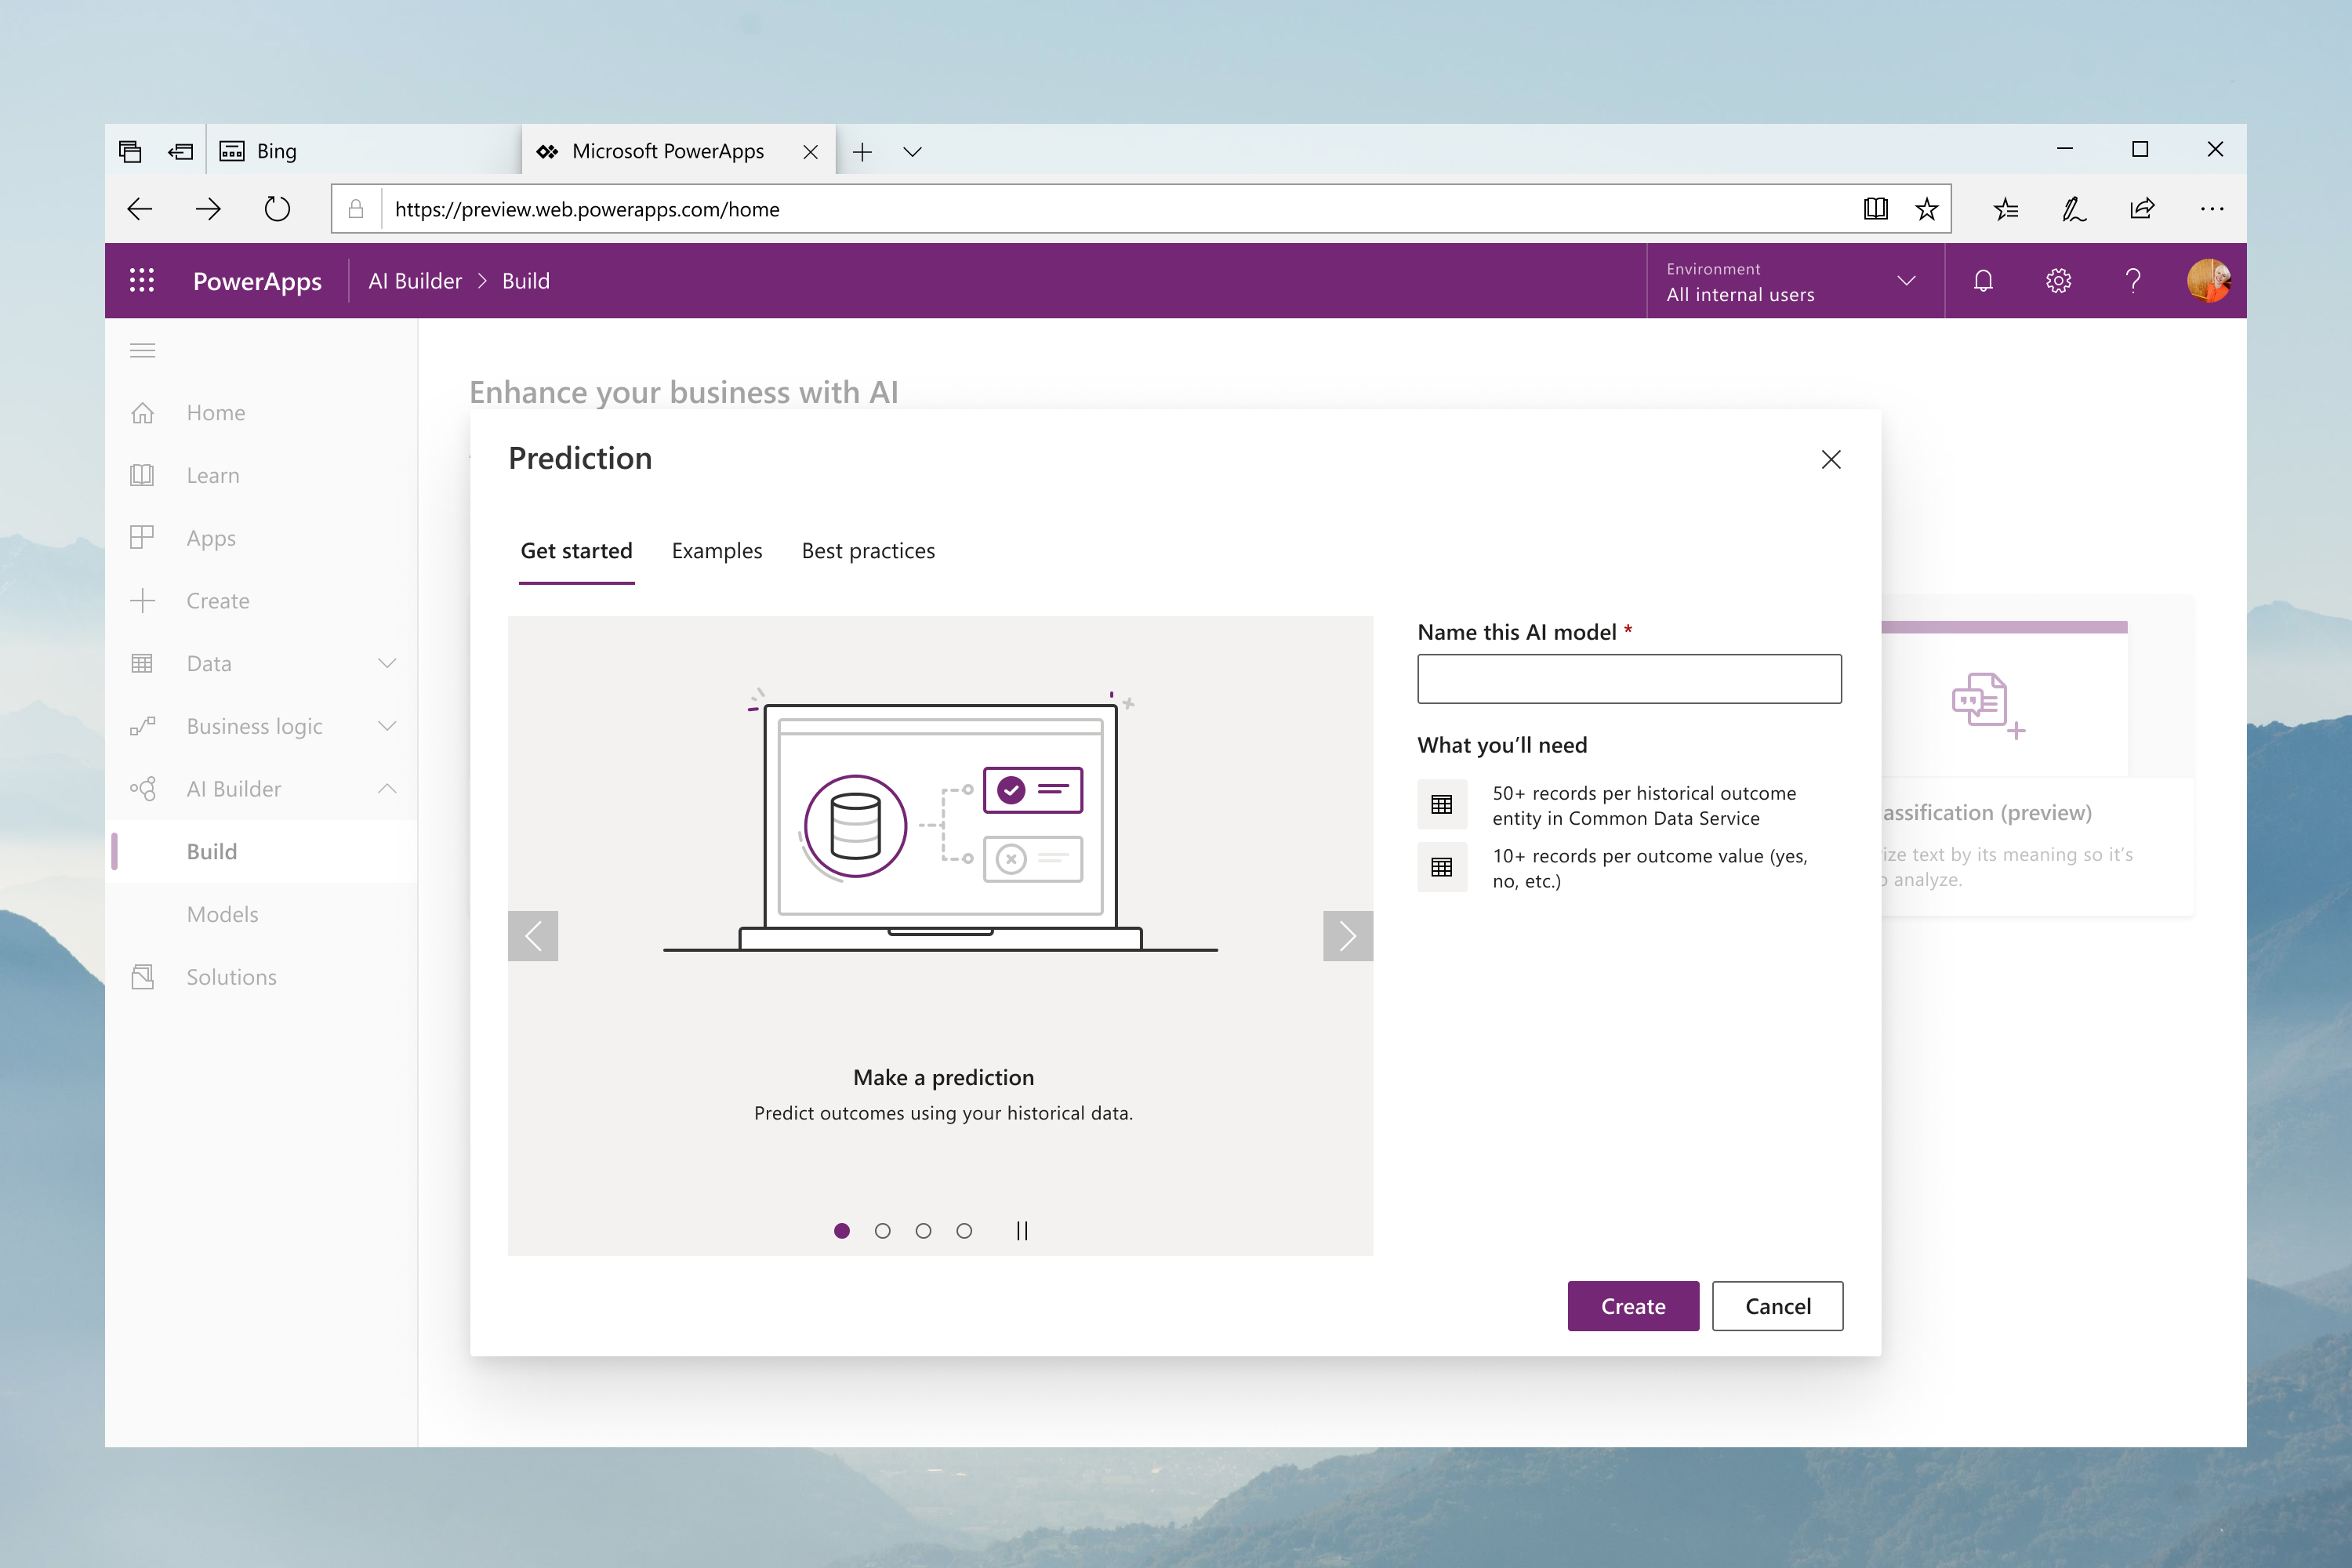 Bing
Microsoft PowerApps
https://preview.web.powerapps.com/home
PowerApps
AI Builder > Build
Environment
All internal users
Home
Learn
Apps
Create
Data
Business logic
AI Builder
Build
Models
Solutions
Enhance your business with AI
Prediction
Get started
Examples
Best practices
Make a prediction
Predict outcomes using your historical data.
Name this AI model *
What you’ll need
50+ records per historical outcome
entity in Common Data Service
10+ records per outcome value (yes,
no, etc.)
Create
Cancel
assification (preview)
ize text by its meaning so it’s
analyze.